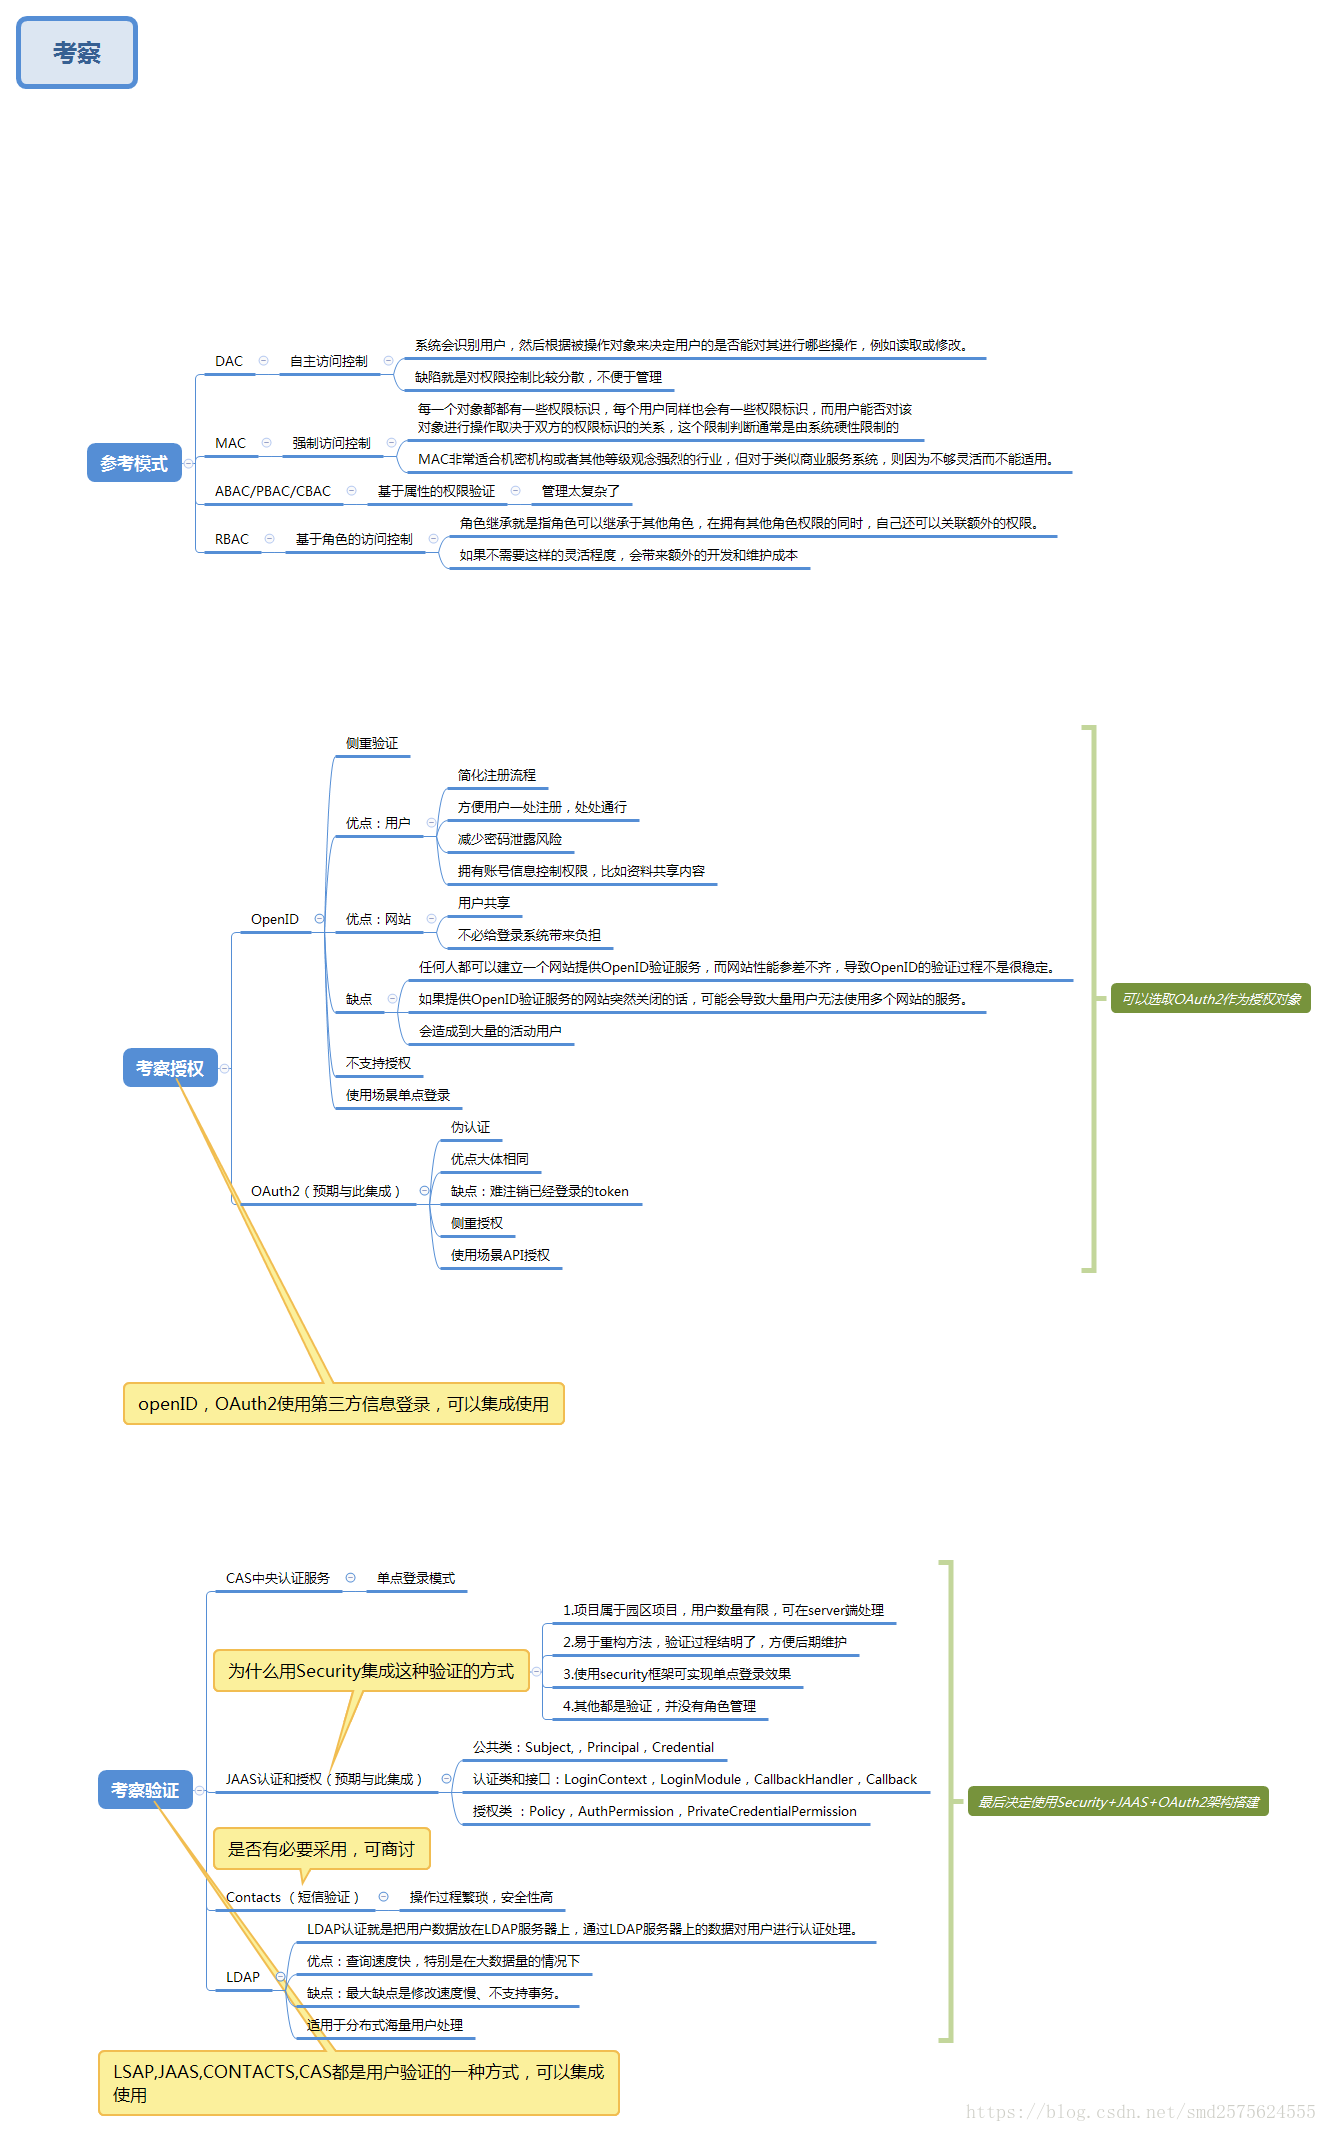 考察
参考模式
DAC
自主访问控制
系统会识别用户，然后根据被操作对象来决定用户的是否能对其进行哪些操作，例如读取或修改。
缺陷就是对权限控制比较分散，不便于管理
MAC
强制访问控制
每一个对象都都有一些权限标识，每个用户同样也会有一些权限标识，而用户能否对该
对象进行操作取决于双方的权限标识的关系，这个限制判断通常是由系统硬性限制的
MAC非常适合机密机构或者其他等级观念强烈的行业，但对于类似商业服务系统，则因为不够灵活而不能适用。
ABAC/PBAC/CBAC
基于属性的权限验证
管理太复杂了
RBAC
基于角色的访问控制
角色继承就是指角色可以继承于其他角色，在拥有其他角色权限的同时，自己还可以关联额外的权限。
如果不需要这样的灵活程度，会带来额外的开发和维护成本
考察授权
OpenID
侧重验证
优点：用户
简化注册流程
方便用户一处注册，处处通行
减少密码泄露风险
拥有账号信息控制权限，比如资料共享内容
优点：网站
用户共享
不必给登录系统带来负担
缺点
任何人都可以建立一个网站提供OpenID验证服务，而网站性能参差不齐，导致OpenID的验证过程不是很稳定。
如果提供OpenID验证服务的网站突然关闭的话，可能会导致大量用户无法使用多个网站的服务。
会造成到大量的活动用户
不支持授权
使用场景单点登录
OAuth2（预期与此集成）
伪认证
优点大体相同
缺点：难注销已经登录的token
侧重授权
使用场景API授权
可以选取OAuth2作为授权对象
openID，OAuth2使用第三方信息登录，可以集成使用
考察验证
CAS中央认证服务
单点登录模式
为什么用Security集成这种验证的方式
1.项目属于园区项目，用户数量有限，可在server端处理
2.易于重构方法，验证过程结明了，方便后期维护
3.使用security框架可实现单点登录效果
4.其他都是验证，并没有角色管理
JAAS认证和授权（预期与此集成）
公共类：Subject,，Principal，Credential
认证类和接口：LoginContext，LoginModule，CallbackHandler，Callback
授权类 ：Policy，AuthPermission，PrivateCredentialPermission
是否有必要采用，可商讨
Contacts （短信验证）
操作过程繁琐，安全性高
LDAP
LDAP认证就是把用户数据放在LDAP服务器上，通过LDAP服务器上的数据对用户进行认证处理。
优点：查询速度快，特别是在大数据量的情况下
缺点：最大缺点是修改速度慢、不支持事务。
适用于分布式海量用户处理
最后决定使用Security+JAAS+OAuth2架构搭建
LSAP,JAAS,CONTACTS,CAS都是用户验证的一种方式，可以集成
使用
https://blog.csdn.net/smd2575624555